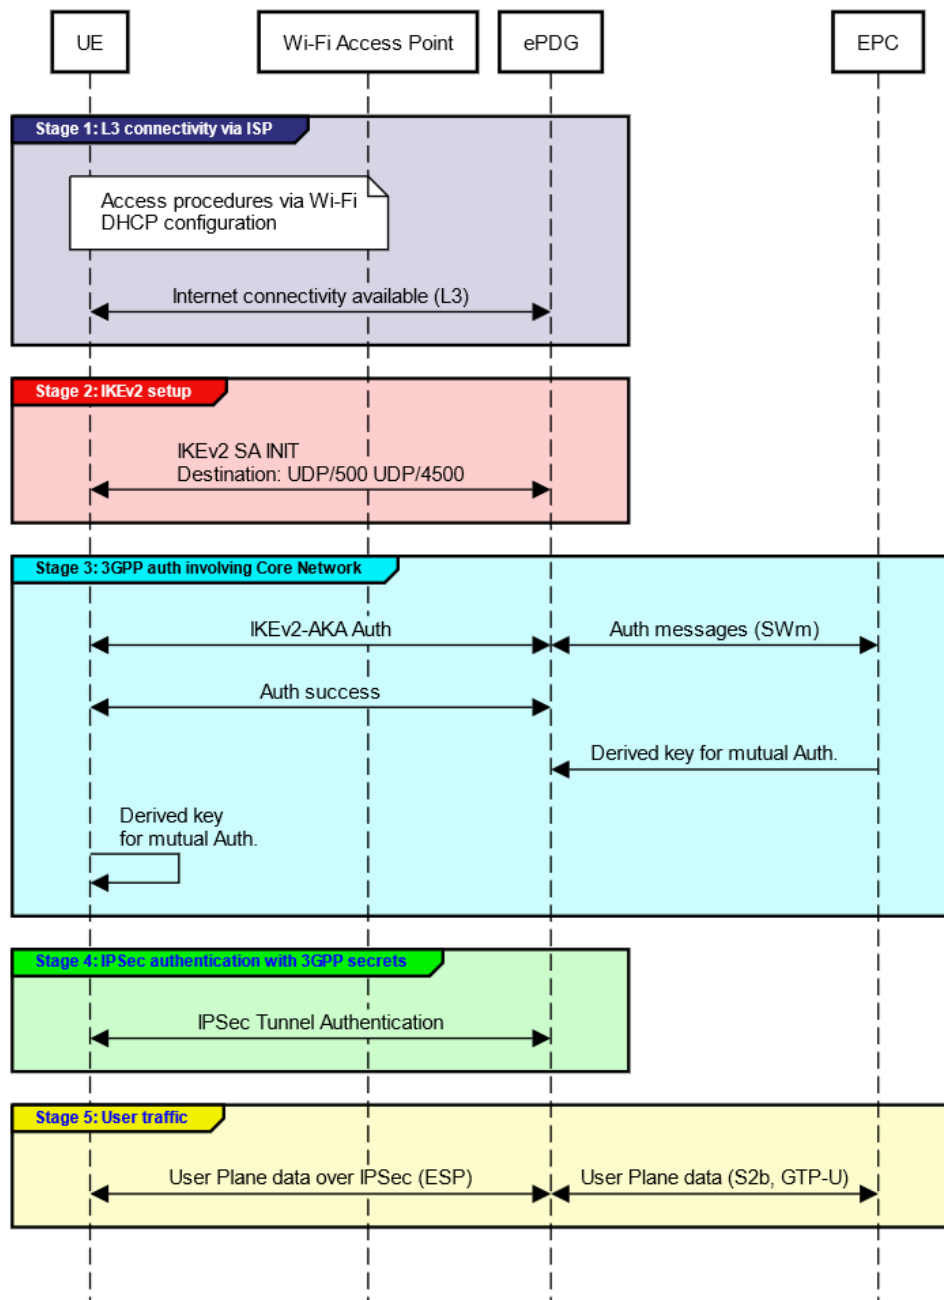 UE
Wi-Fi Access Point
ePDG
EPC
Stage 1: L3 connectivity via ISP
Access procedures via Wi-Fi
DHCP configuration
Internet connectivity available (L3)
Stage 2: IKEv2 setup
IKEv2 SA INIT
Destination: UDP/500 UDP/4500
Stage 3: 3GPP auth involving Core Network
IKEv2-AKA Auth
Auth messages (SWm)
Auth success
Derived key for mutual Auth.
Derived key
for mutual Auth.
Stage 4: IPSec authentication with 3GPP secrets
IPSec Tunnel Authentication
Stage 5: User traffic
User Plane data over IPSec (ESP)
User Plane data (S2b, GTP-U)